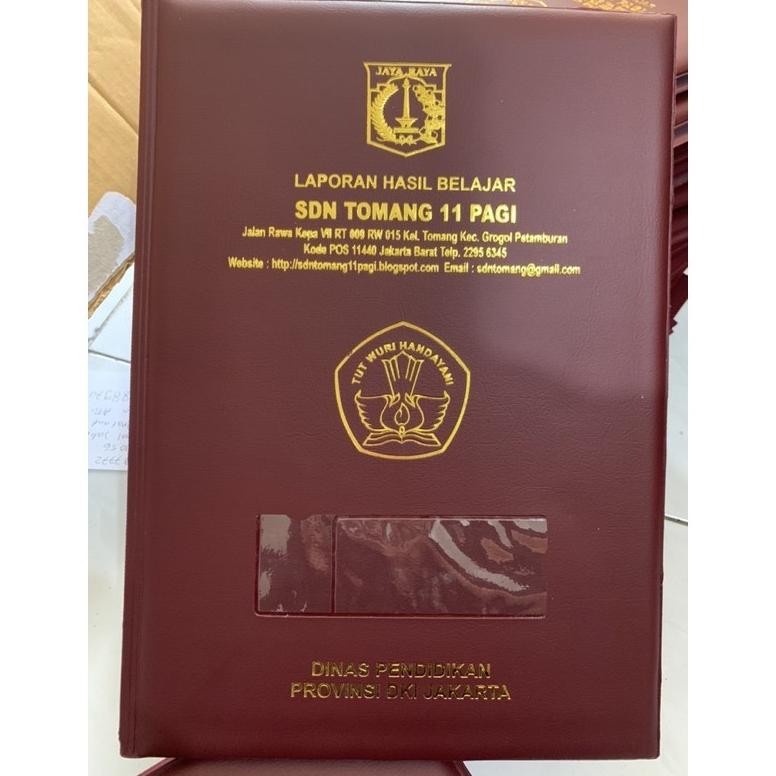 JAYA RAYA
LAPORAN HASIL BELAJAR
SDN TOMANG 11 PAGI
Jalan Rawa Kepa VII RT 009 RW 015 Kel. Tomang Kec. Grogol Petamburan
Kode POS 11440 Jakarta Barat Telp. 2295 6345
Website : http://sdntomang11pagi.blogspot.com Email : sdntomang@gmail.com
TUT WURI HANDAYANI
DINAS PENDIDIKAN
PROVINSI DKI JAKARTA